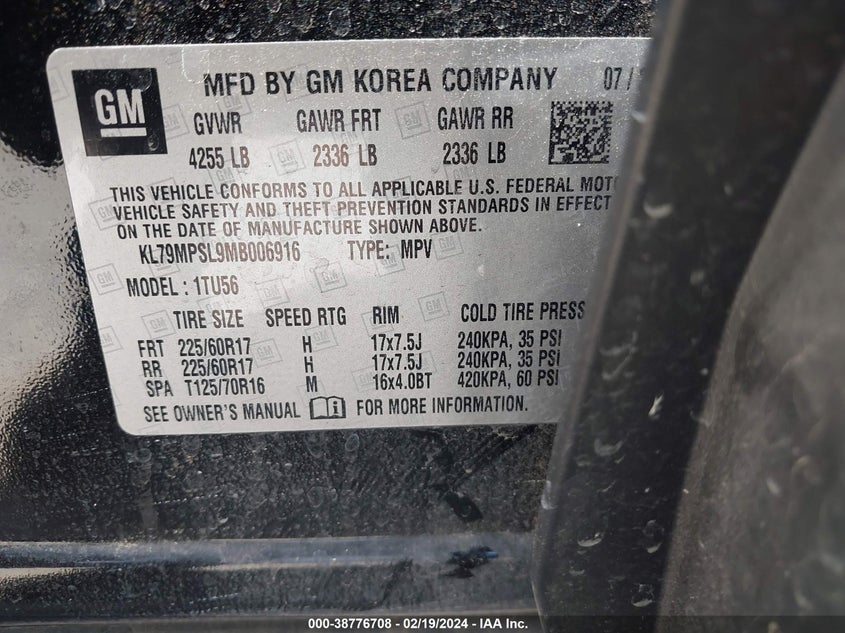 GM
MFD BY GM KOREA COMPANY 07/
GVWR GAWR FRT GAWR RR
4255 LB 2336 LB 2336 LB
THIS VEHICLE CONFORMS TO ALL APPLICABLE U.S. FEDERAL
VEHICLE SAFETY AND THEFT PREVENTION STANDARDS IN EFFECT
ON THE DATE OF MANUFACTURE SHOWN ABOVE.
KL79MPSL9MB006916 TYPE: MPV
MODEL: 1TU56
TIRE SIZE SPEED RTG RIM COLD TIRE PRESS
FRT 225/60R17 H 17x7.5J 240KPA, 35 PSI
RR 225/60R17 H 17x7.5J 240KPA, 35 PSI
SPA T125/70R16 M 16x4.0BT 420KPA, 60 PSI
SEE OWNER'S MANUAL FOR MORE INFORMATION.
000-38776708 - 02/19/2024 - IAA Inc.